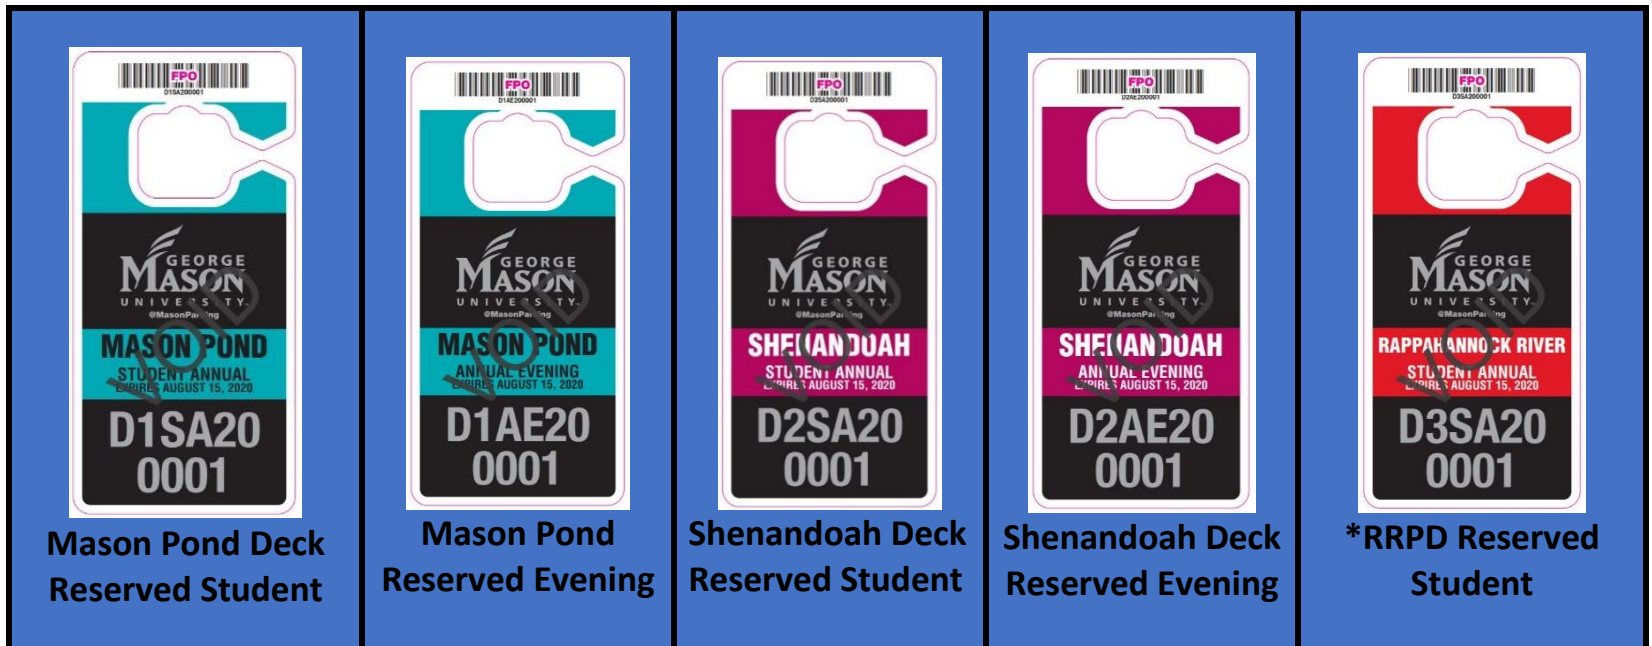 FPO
D1SA200001
GEORGE
MASON
UNIVERSITY
@MasonParking
VOID
MASON POND
STUDENT ANNUAL
EXPIRES AUGUST 15, 2020
D1SA20
0001
Mason Pond Deck
Reserved Student
FPO
D1AE200001
GEORGE
MASON
UNIVERSITY
@MasonParking
VOID
MASON POND
ANNUAL EVENING
EXPIRES AUGUST 15, 2020
D1AE20
0001
Mason Pond
Reserved Evening
FPO
D2SA200001
GEORGE
MASON
UNIVERSITY
@MasonParking
VOID
SHENANDOAH
STUDENT ANNUAL
EXPIRES AUGUST 15, 2020
D2SA20
0001
Shenandoah Deck
Reserved Student
FPO
D2AE200001
GEORGE
MASON
UNIVERSITY
@MasonParking
VOID
SHENANDOAH
ANNUAL EVENING
EXPIRES AUGUST 15, 2020
D2AE20
0001
Shenandoah Deck
Reserved Evening
FPO
D3SA200001
GEORGE
MASON
UNIVERSITY
@MasonParking
VOID
RAPPAHANNOCK RIVER
STUDENT ANNUAL
EXPIRES AUGUST 15, 2020
D3SA20
0001
*RRPD Reserved
Student